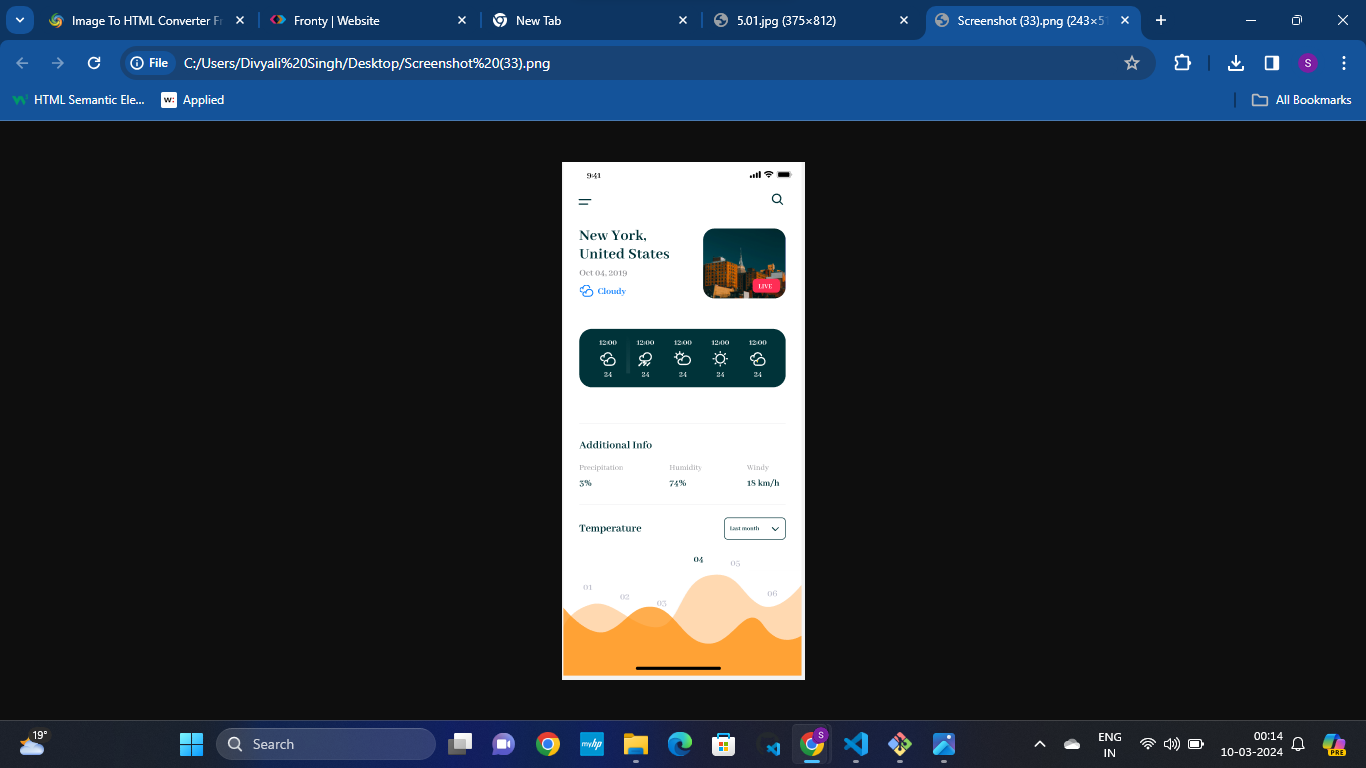 Image To HTML Converter Fr
Fronty | Website
New Tab
5.01.jpg (375×812)
Screenshot (33).png (243×51
File
C:/Users/Divyali%20Singh/Desktop/Screenshot%20(33).png
S
HTML Semantic Ele...
w:
Applied
All Bookmarks
9:41
New York,
United States
Oct 04, 2019
Cloudy
LIVE
12:00 12:00 12:00 12:00 12:00
24 24 24 24 24
Additional Info
Precipitation Humidity Windy
3% 74% 18 km/h
Temperature
Last month
04
05
01
02
03
06
19°
Search
myhp
S
ENG
IN
00:14
10-03-2024
PRE